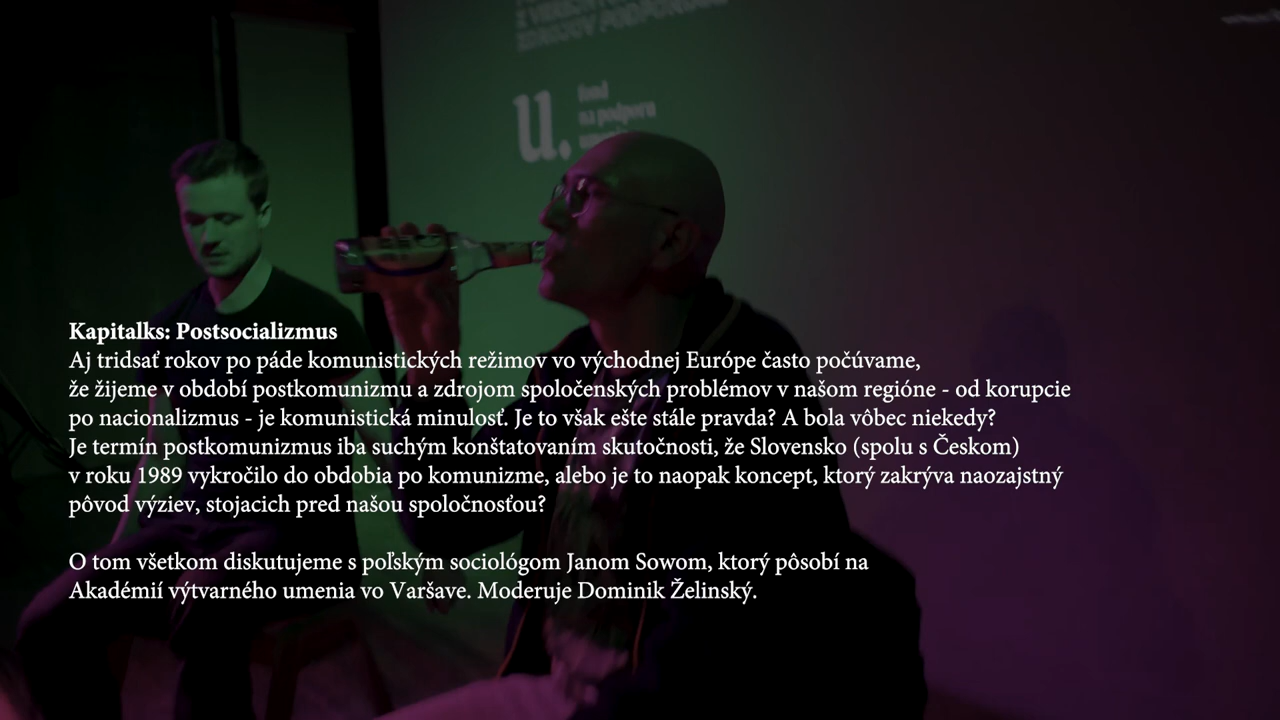 u.
fond
na podporu
Kapitalks: Postsocializmus
Aj tridsať rokov po páde komunistických režimov vo východnej Európe často počúvame,
že žijeme v období postkomunizmu a zdrojom spoločenských problémov v našom regióne - od korupcie
po nacionalizmus - je komunistická minulosť. Je to však ešte stále pravda? A bola vôbec niekedy?
Je termín postkomunizmus iba suchým konštatovaním skutočnosti, že Slovensko (spolu s Českom)
v roku 1989 vykročilo do obdobia po komunizme, alebo je to naopak koncept, ktorý zakrýva naozajstný
pôvod výziev, stojacich pred našou spoločnosťou?
O tom všetkom diskutujeme s poľským sociológom Janom Sowom, ktorý pôsobí na
Akadémií výtvarného umenia vo Varšave. Moderuje Dominik Želinský.